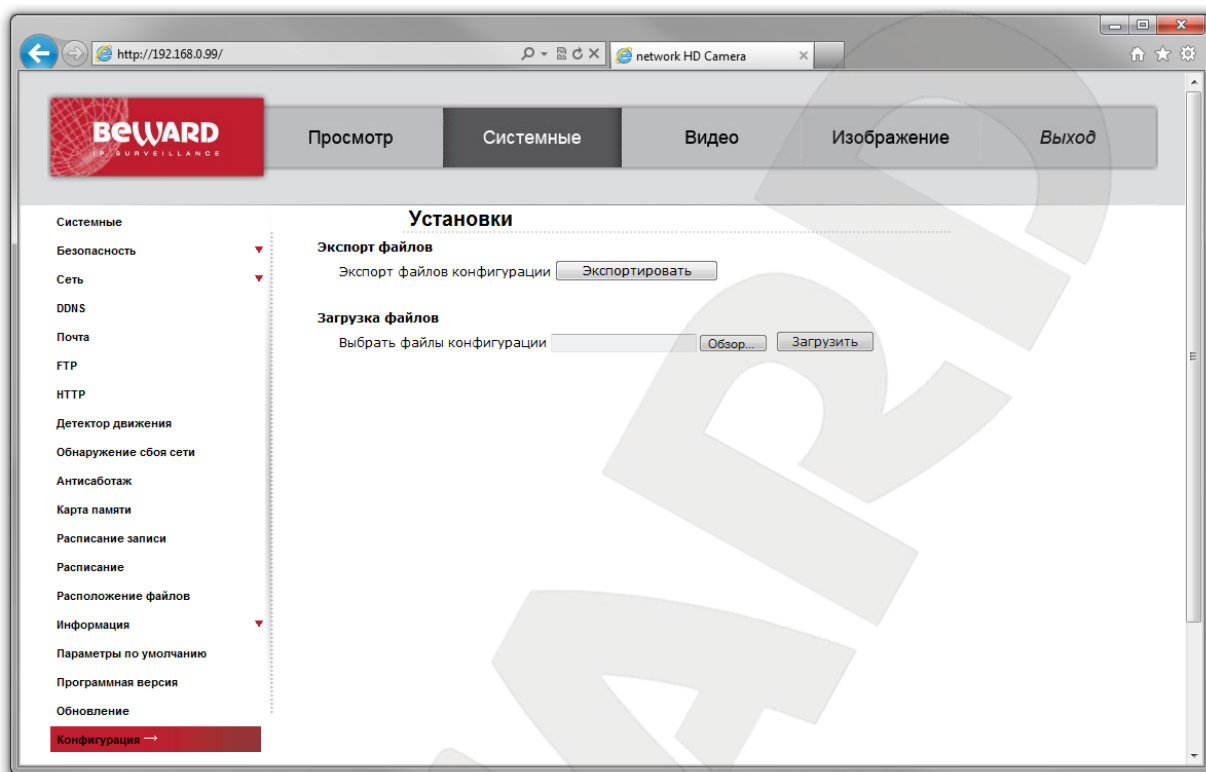 http://192.168.0.99/
network HD Camera
BEWARD
IP SURVEILLANCE
Просмотр
Системные
Видео
Изображение
Выход
Системные
Безопасность
Сеть
DDNS
Почта
FTP
HTTP
Детектор движения
Обнаружение сбоя сети
Антисаботаж
Карта памяти
Расписание записи
Расписание
Расположение файлов
Информация
Параметры по умолчанию
Программная версия
Обновление
Конфигурация →
Установки
Экспорт файлов
Экспорт файлов конфигурации Экспортировать
Загрузка файлов
Выбрать файлы конфигурации Обзор... Загрузить